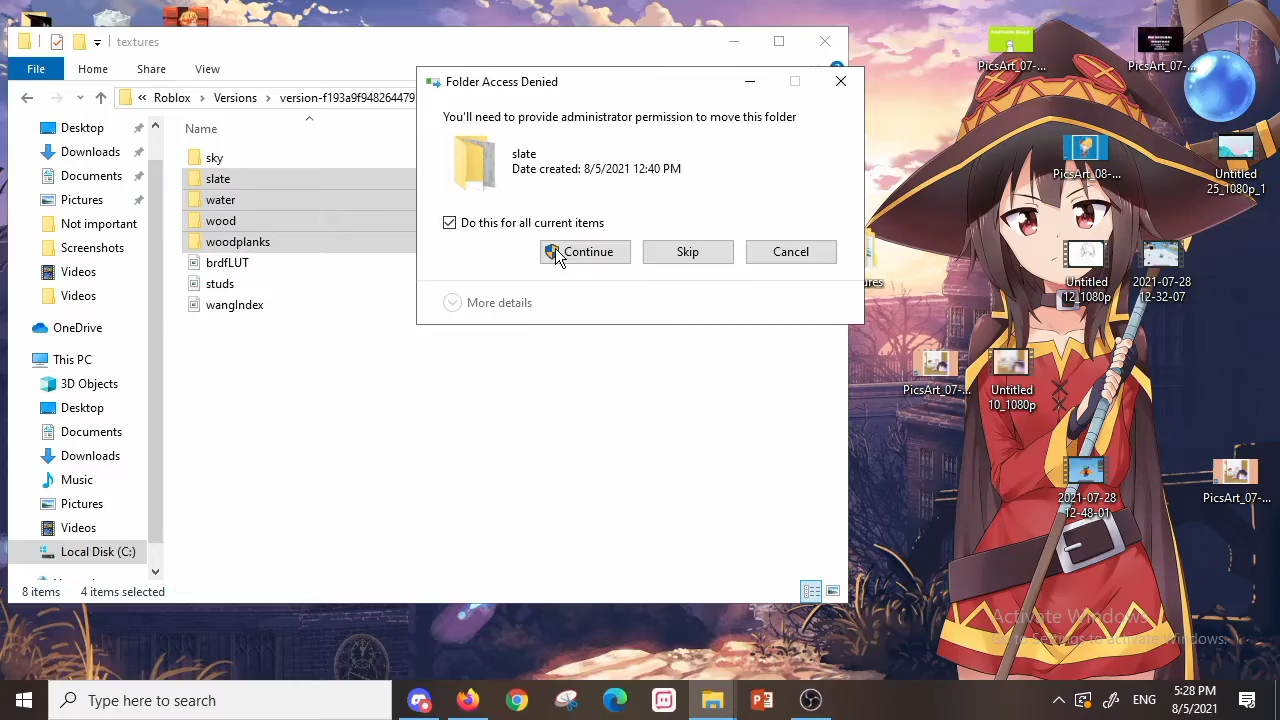 textures
File
Home
Share
View
Roblox
Versions
version-f193a9f948264479
Name
Desktop
Downloads
Documents
Pictures
Not important
Screenshots
Videos
Videos
OneDrive
This PC
3D Objects
Desktop
Documents
Downloads
Music
Pictures
Videos
Local Disk (C:)
sky
slate
water
wood
woodplanks
brdfLUT
studs
wangIndex
8 items
4 items selected
Folder Access Denied
You'll need to provide administrator permission to move this folder
slate
Date created: 8/5/2021 12:40 PM
Do this for all current items
Continue
Skip
Cancel
More details
PicsArt_07-...
PicsArt_07-...
PicsArt_08-...
Untitled
25_1080p_1
Untitled
12_1080p
2021-07-28
12-32-07
PicsArt_07-...
Untitled
10_1080p
2021-07-28
12-48-01
PicsArt_07-...
Activate Windows
Go to Settings to activate Windows.
Type here to search
ENG
5:28 PM
8/5/2021